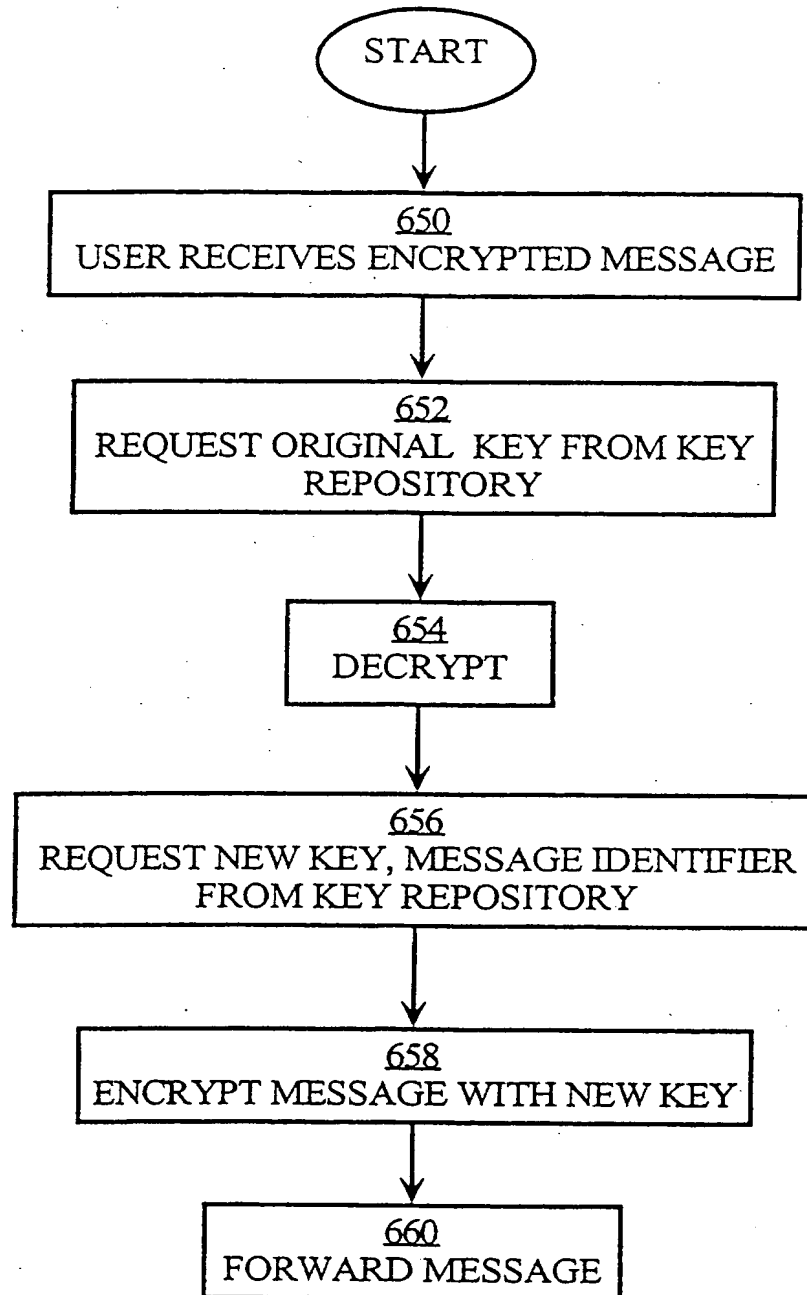 START
650
USER RECEIVES ENCRYPTED MESSAGE
652
REQUEST ORIGINAL KEY FROM KEY
REPOSITORY
654
DECRYPT
656
REQUEST NEW KEY, MESSAGE IDENTIFIER
FROM KEY REPOSITORY
658
ENCRYPT MESSAGE WITH NEW KEY
660
FORWARD MESSAGE